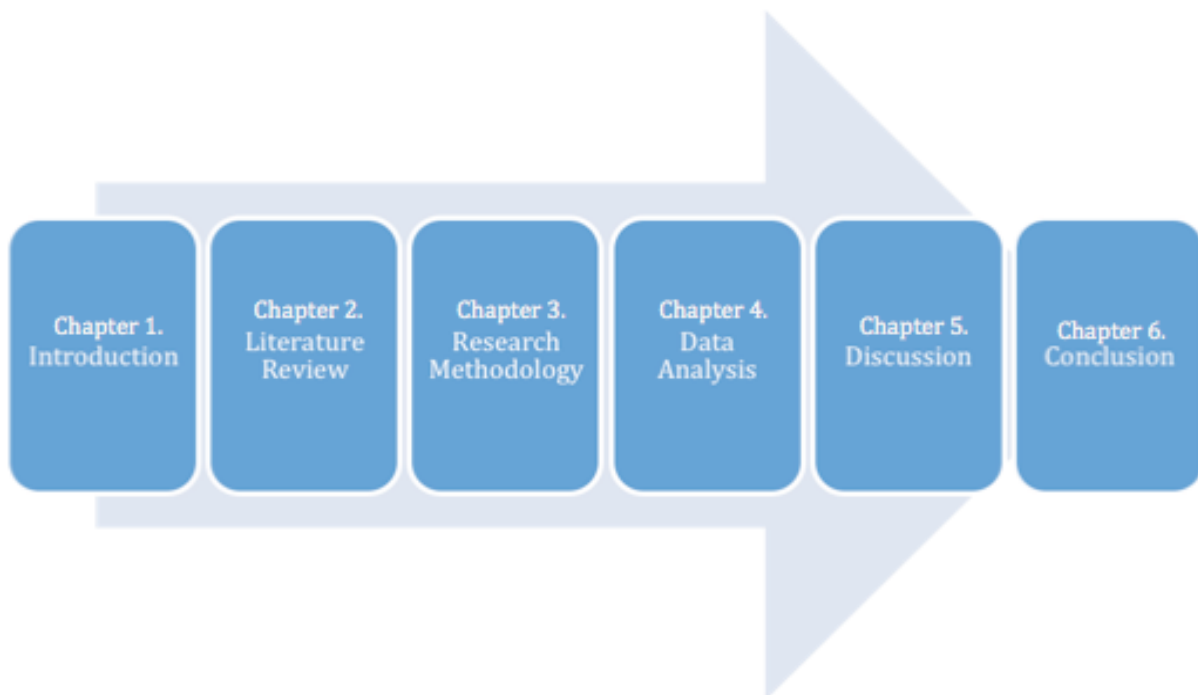 Chapter 1.
Introduction
Chapter 2.
Literature
Review
Chapter 3.
Research
Methodology
Chapter 4.
Data
Analysis
Chapter 5.
Discussion
Chapter 6.
Conclusion